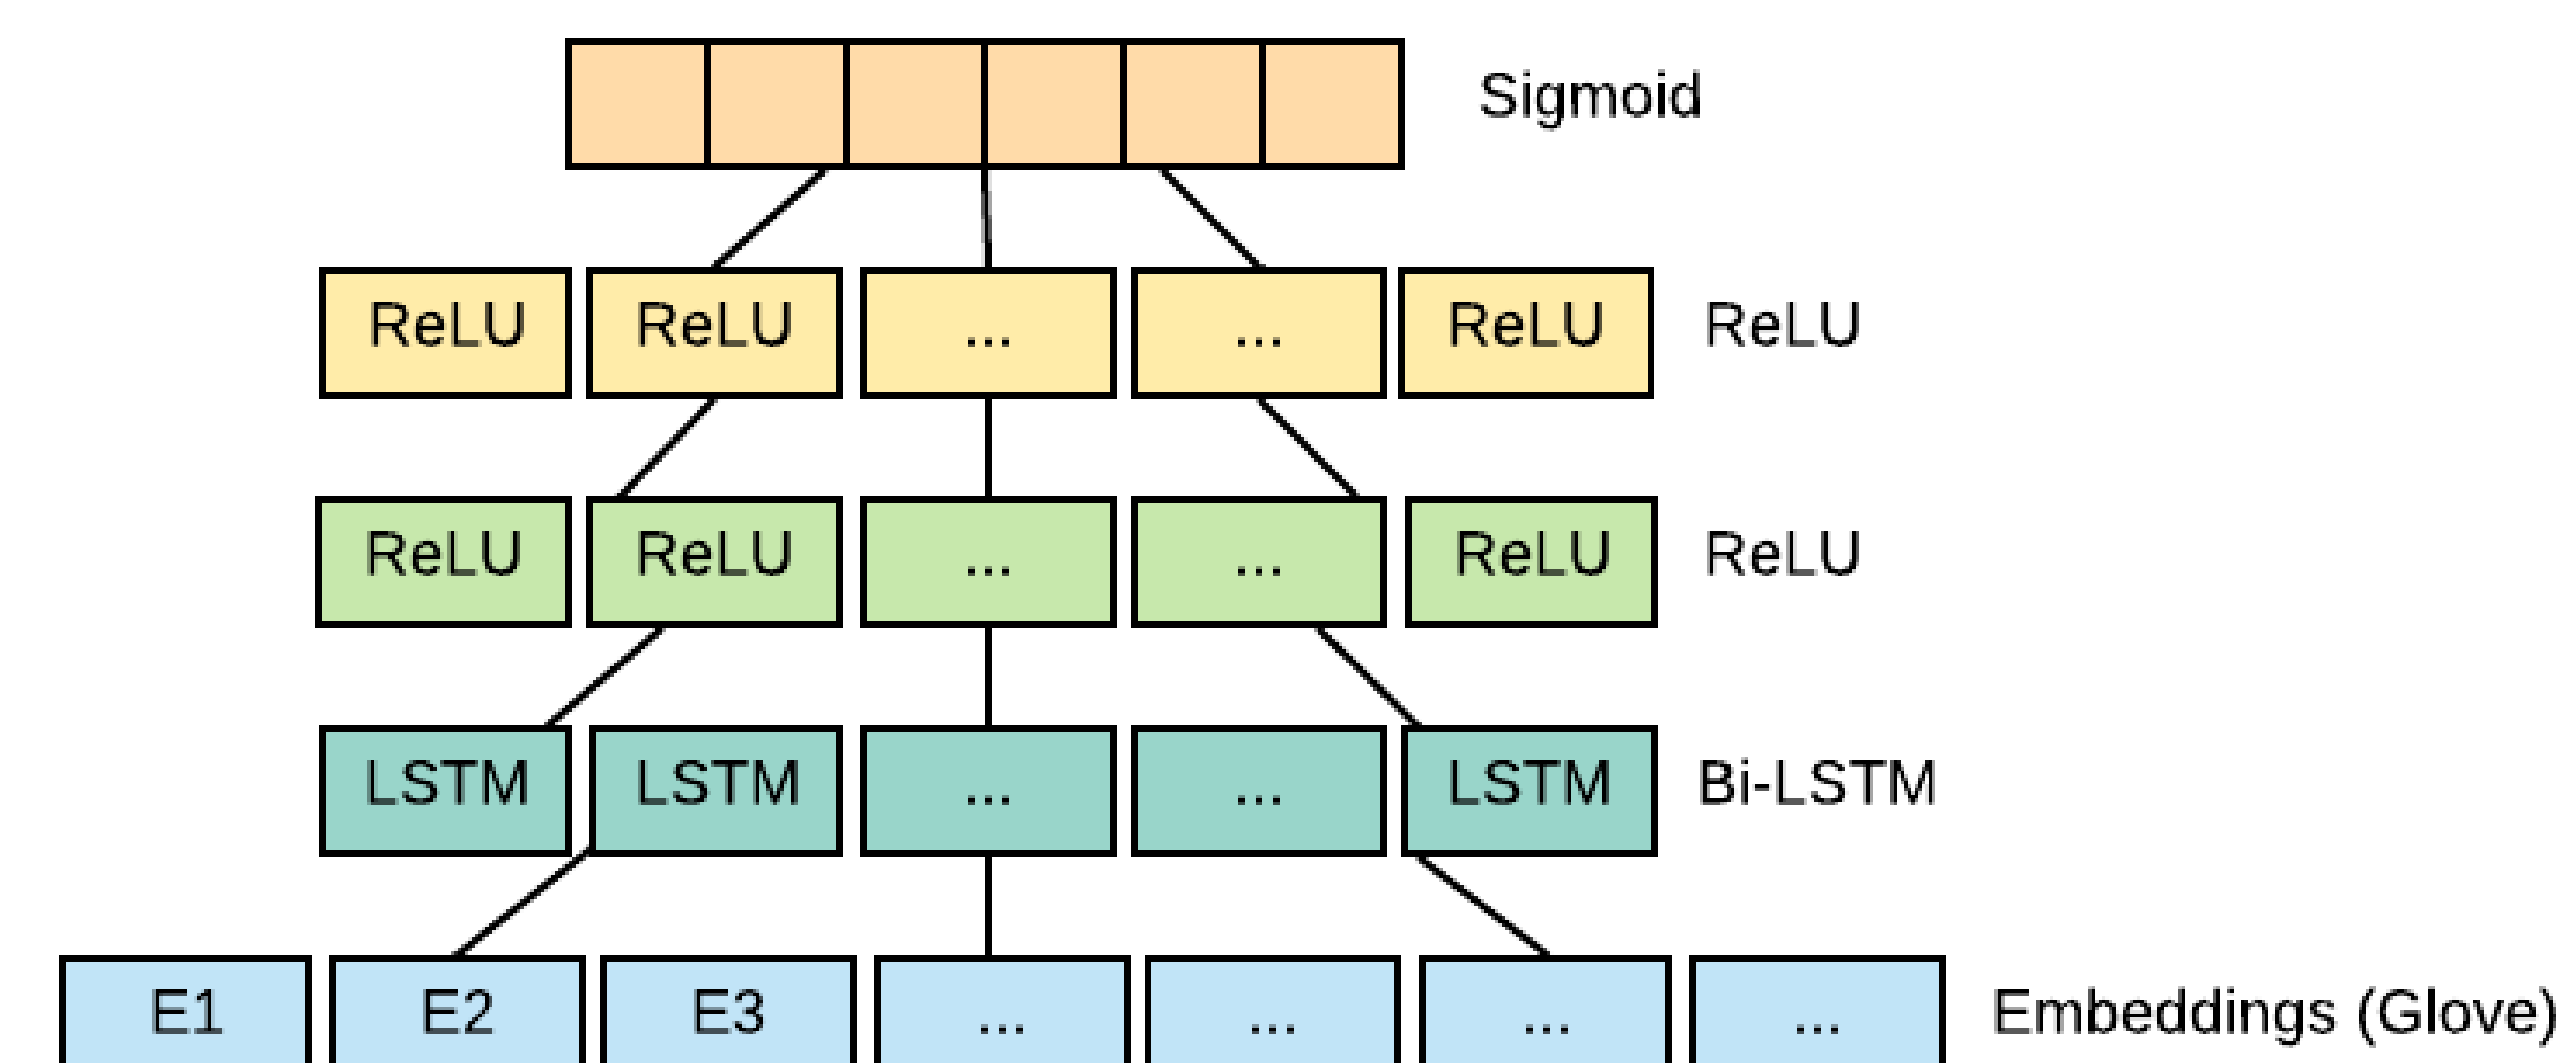 Sigmoid
ReLU ReLU ... ... ReLU ReLU
ReLU ReLU ... ... ReLU ReLU
LSTM LSTM ... ... LSTM Bi-LSTM
E1 E2 E3 ... ... ... ... Embeddings (Glove)